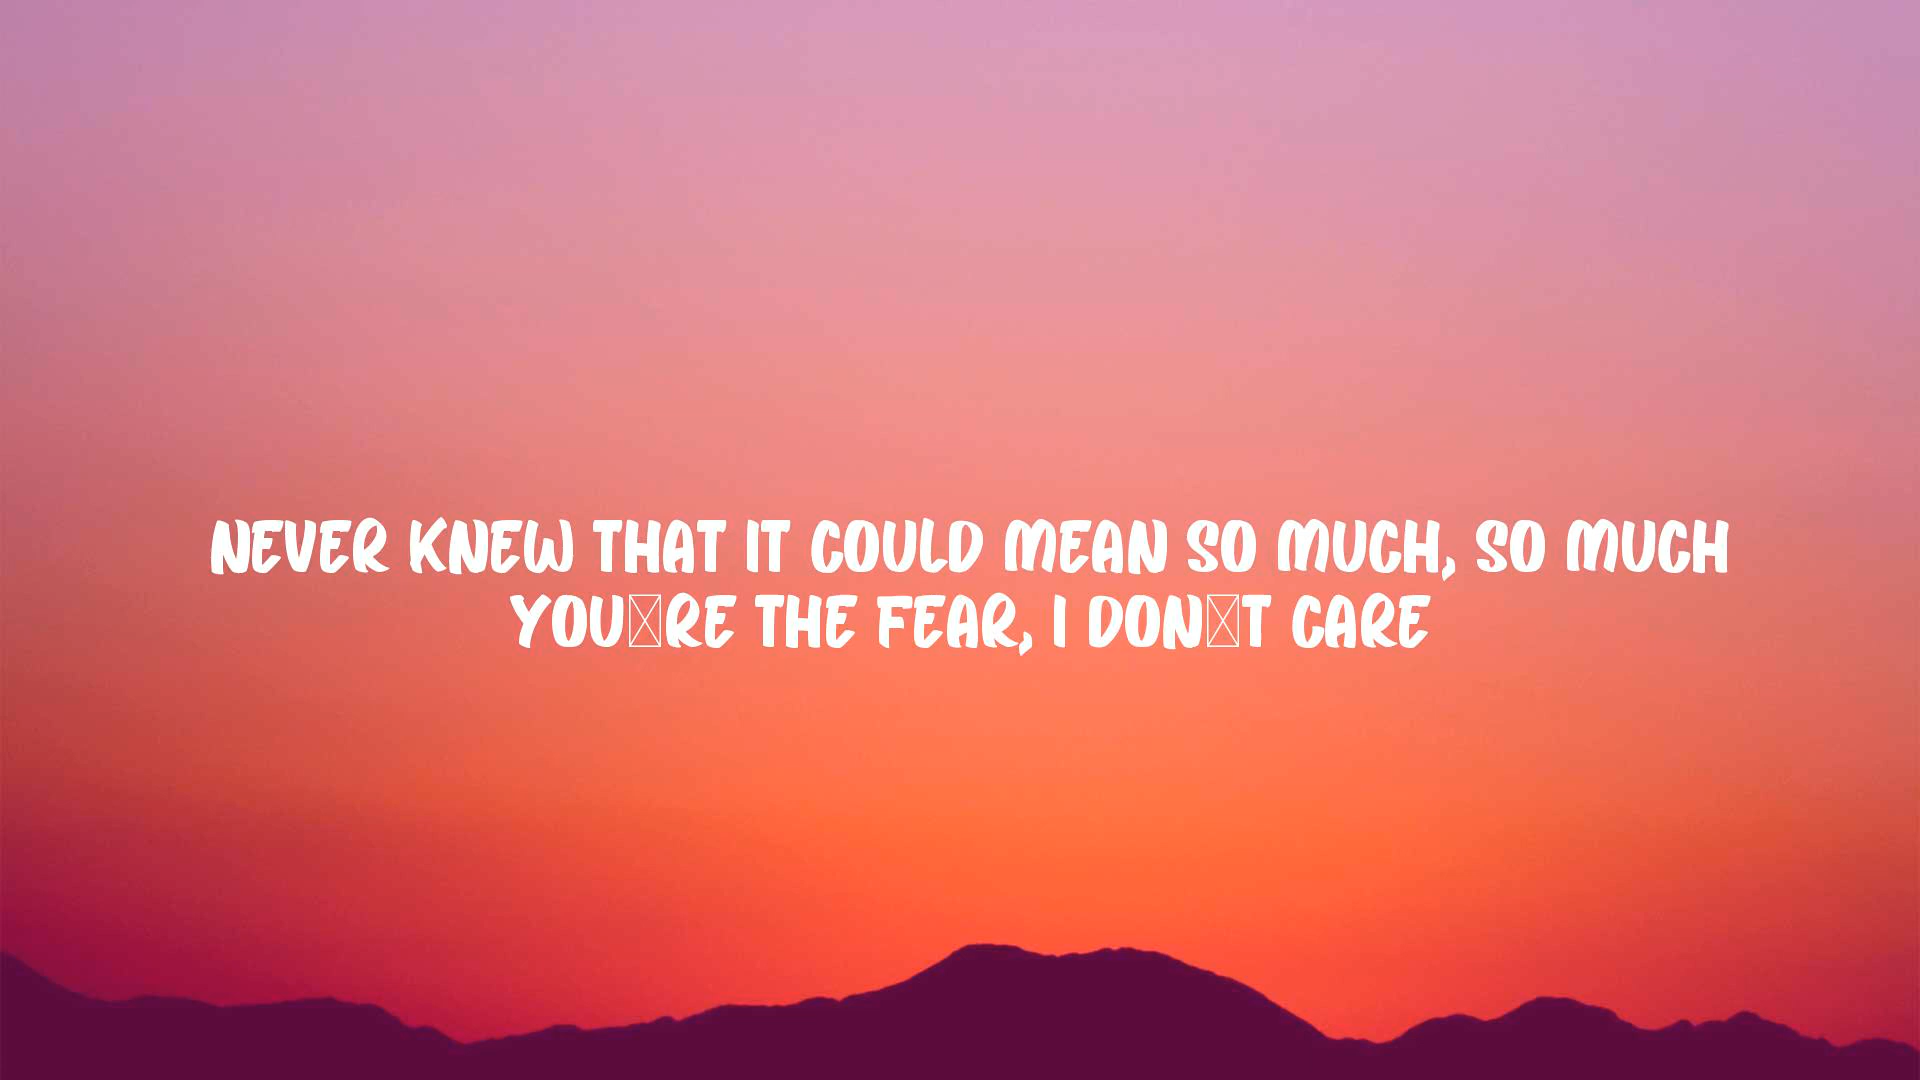 NEVER KNEW THAT IT COULD MEAN SO MUCH, SO MUCH
YOU☒RE THE FEAR, I DON☒T CARE